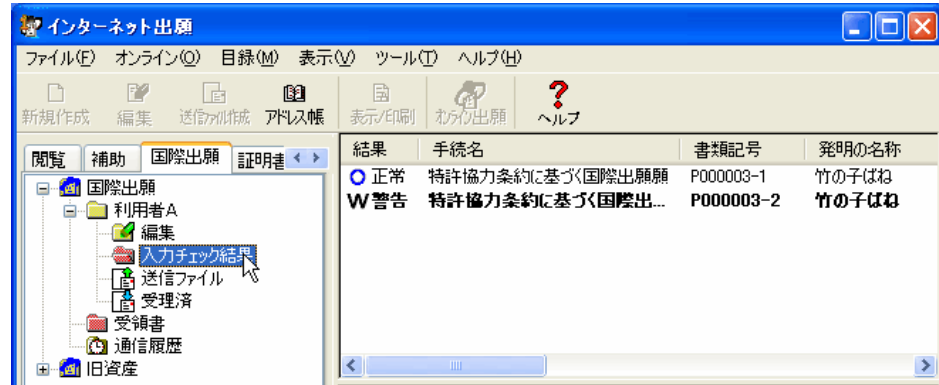 インターネット出願
ファイル(F) オンライン(O) 目録(M) 表示(V) ツール(T) ヘルプ(H)
新規作成 編集 送信ファイル作成 アドレス帳 表示/印刷 オンライン出願 ヘルプ
閲覧 補助 国際出願 証明書
結果 手続名 書類記号 発明の名称
正常 特許協力条約に基づく国際出願願 P000003-1 竹の子ばね
W 警告 特許協力条約に基づく国際出... P000003-2 竹の子ばね
国際出願
利用者A
編集
入力チェック結果
送信ファイル
受理済
受領書
通信履歴
旧資産